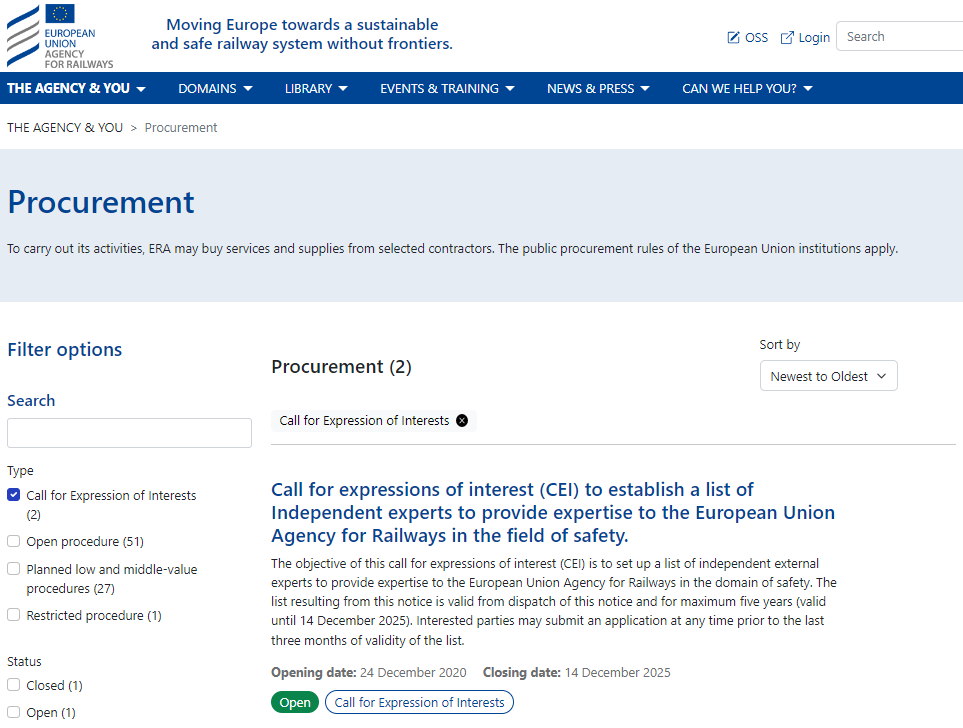 EUROPEAN
UNION
AGENCY
FOR RAILWAYS
Moving Europe towards a sustainable
and safe railway system without frontiers.
OSS
Login
Search
THE AGENCY & YOU
DOMAINS
LIBRARY
EVENTS & TRAINING
NEWS & PRESS
CAN WE HELP YOU?
THE AGENCY & YOU > Procurement
Procurement
To carry out its activities, ERA may buy services and supplies from selected contractors. The public procurement rules of the European Union institutions apply.
Filter options
Search
Type
Call for Expression of Interests
(2)
Open procedure (51)
Planned low and middle-value
procedures (27)
Restricted procedure (1)
Status
Closed (1)
Open (1)
Procurement (2)
Sort by
Newest to Oldest
Call for Expression of Interests
Call for expressions of interest (CEI) to establish a list of
Independent experts to provide expertise to the European Union
Agency for Railways in the field of safety.
The objective of this call for expressions of interest (CEI) is to set up a list of independent external
experts to provide expertise to the European Union Agency for Railways in the domain of safety. The
list resulting from this notice is valid from dispatch of this notice and for maximum five years (valid
until 14 December 2025). Interested parties may submit an application at any time prior to the last
three months of validity of the list.
Opening date: 24 December 2020 Closing date: 14 December 2025
Open
Call for Expression of Interests